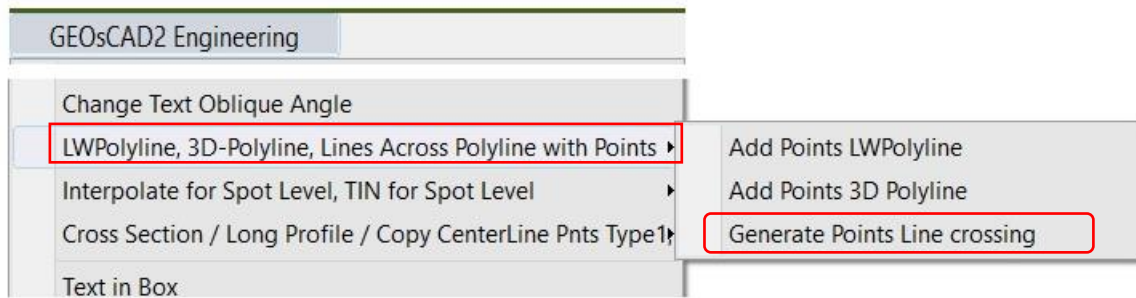 GEOsCAD2 Engineering
Change Text Oblique Angle
LWPolyline, 3D-Polyline, Lines Across Polyline with Points
Interpolate for Spot Level, TIN for Spot Level
Cross Section / Long Profile / Copy CenterLine Pnts Type1,
Text in Box
Add Points LWPolyline
Add Points 3D Polyline
Generate Points Line crossing